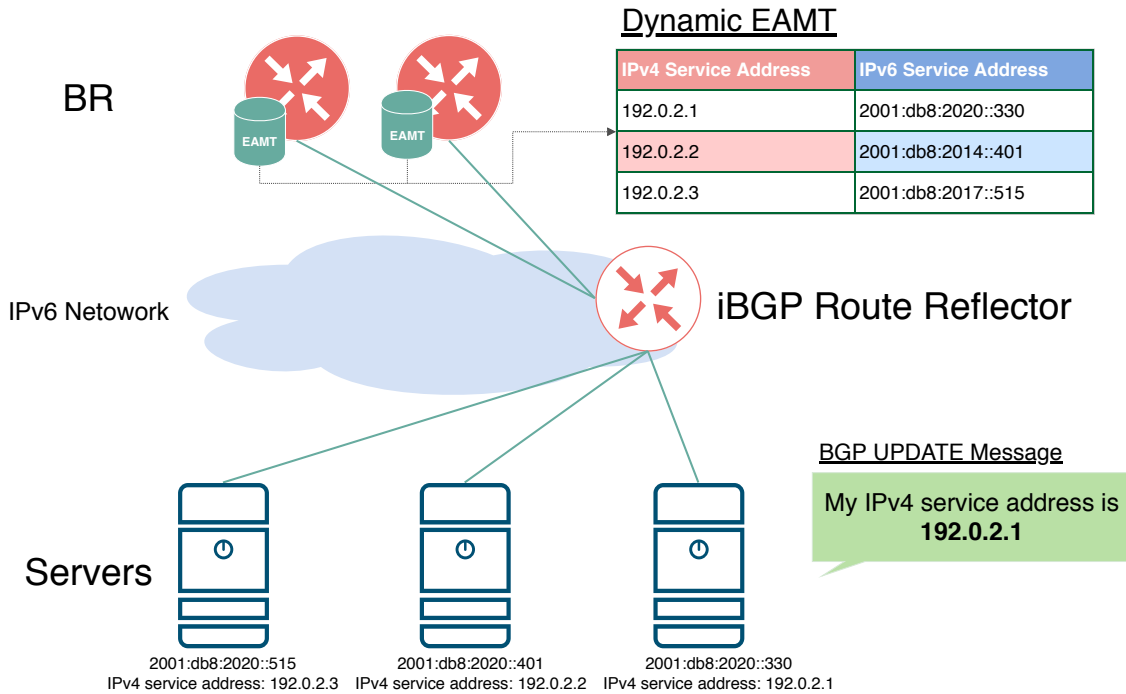 Dynamic EAMT
BR
IPv4 Service Address IPv6 Service Address
192.0.2.1 2001:db8:2020::330
192.0.2.2 2001:db8:2014::401
192.0.2.3 2001:db8:2017::515
EAMT
EAMT
IPv6 Netowork
iBGP Route Reflector
BGP UPDATE Message
My IPv4 service address is
192.0.2.1
Servers
2001:db8:2020::515
IPv4 service address: 192.0.2.3
2001:db8:2020::401
IPv4 service address: 192.0.2.2
2001:db8:2020::330
IPv4 service address: 192.0.2.1